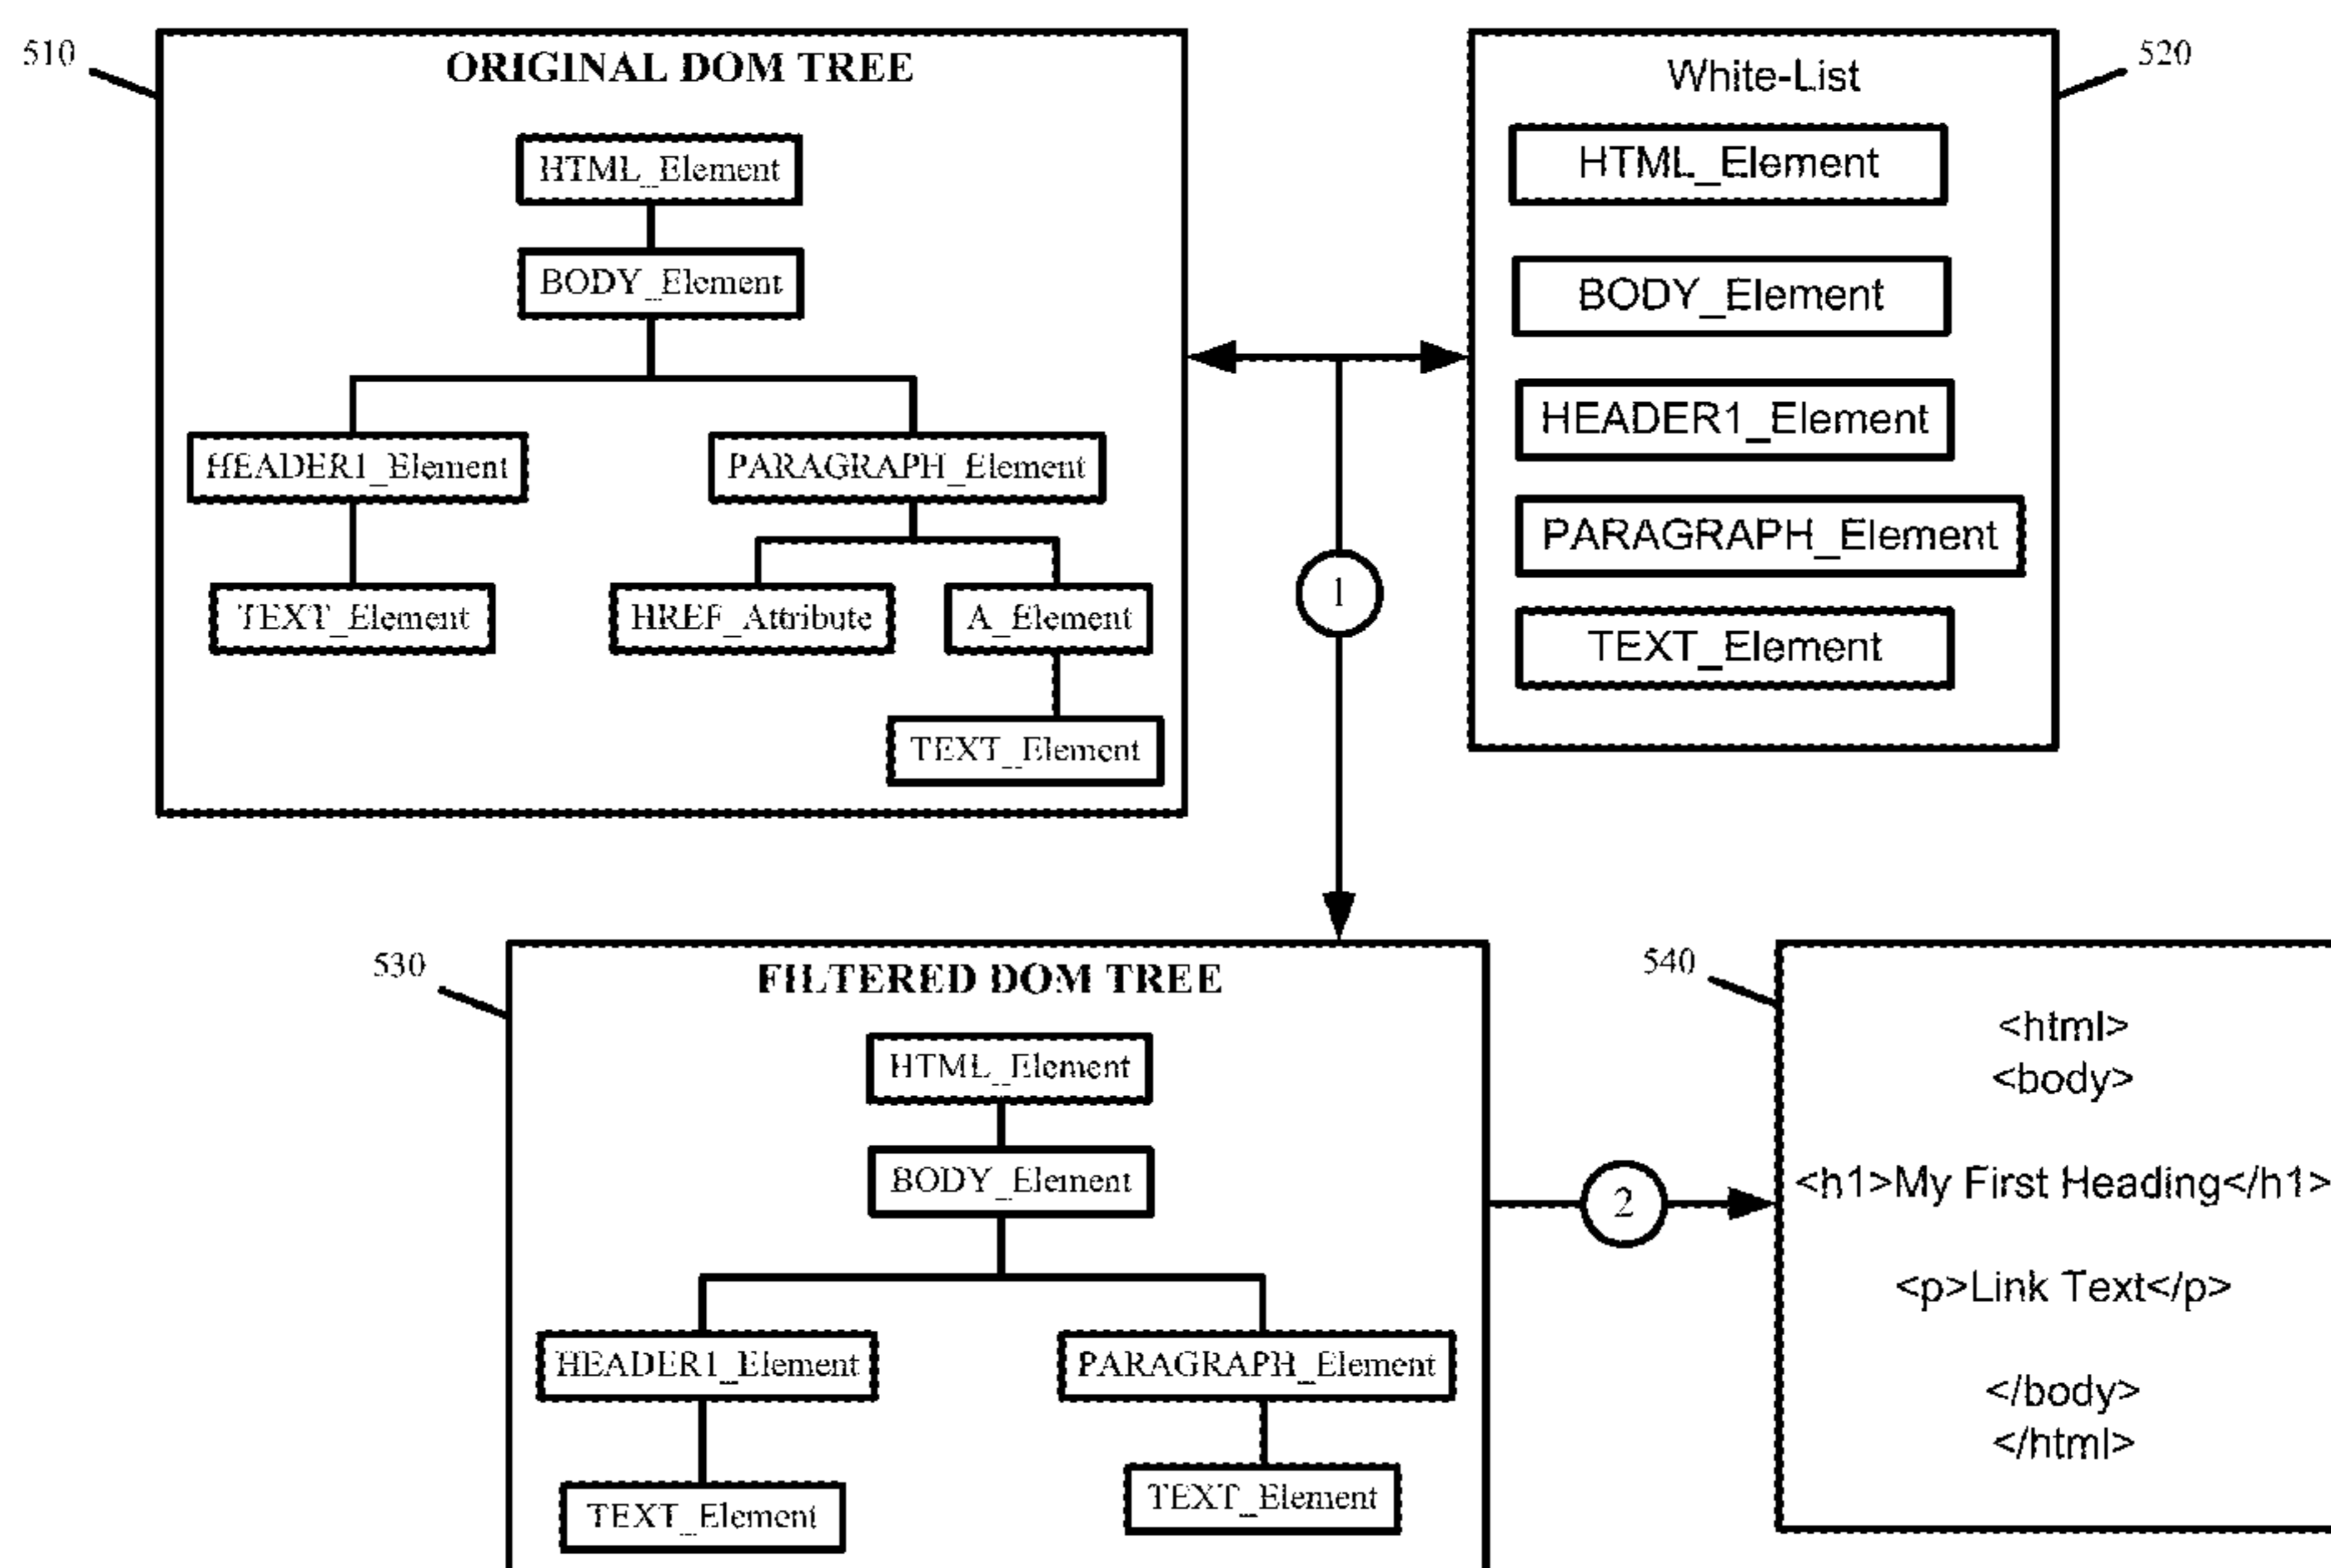 510
ORIGINAL DOM TREE
HTML_Element
BODY_Element
HEADER1_Element
PARAGRAPH_Element
TEXT_Element
HREF_Attribute
A_Element
TEXT_Element
520
White-List
HTML_Element
BODY_Element
HEADER1_Element
PARAGRAPH_Element
TEXT_Element
1
530
FILTERED DOM TREE
HTML_Element
BODY_Element
HEADER1_Element
PARAGRAPH_Element
TEXT_Element
TEXT_Element
2
540
<html>
<body>
<h1>My First Heading</h1>
<p>Link Text</p>
</body>
</html>